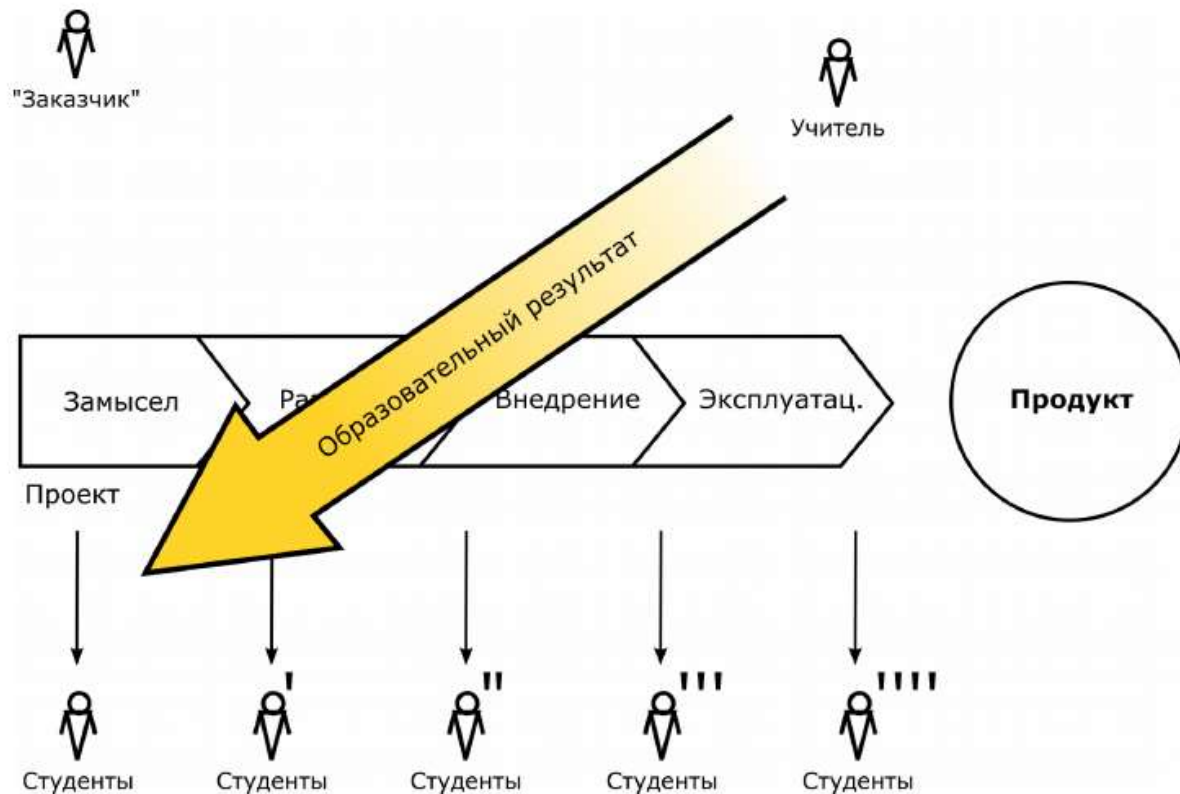 "Заказчик"
Учитель
Образовательный результат
Замысел
Внедрение
Эксплуатац.
Продукт
Проект
' '' ''' ''''
Студенты Студенты Студенты Студенты Студенты